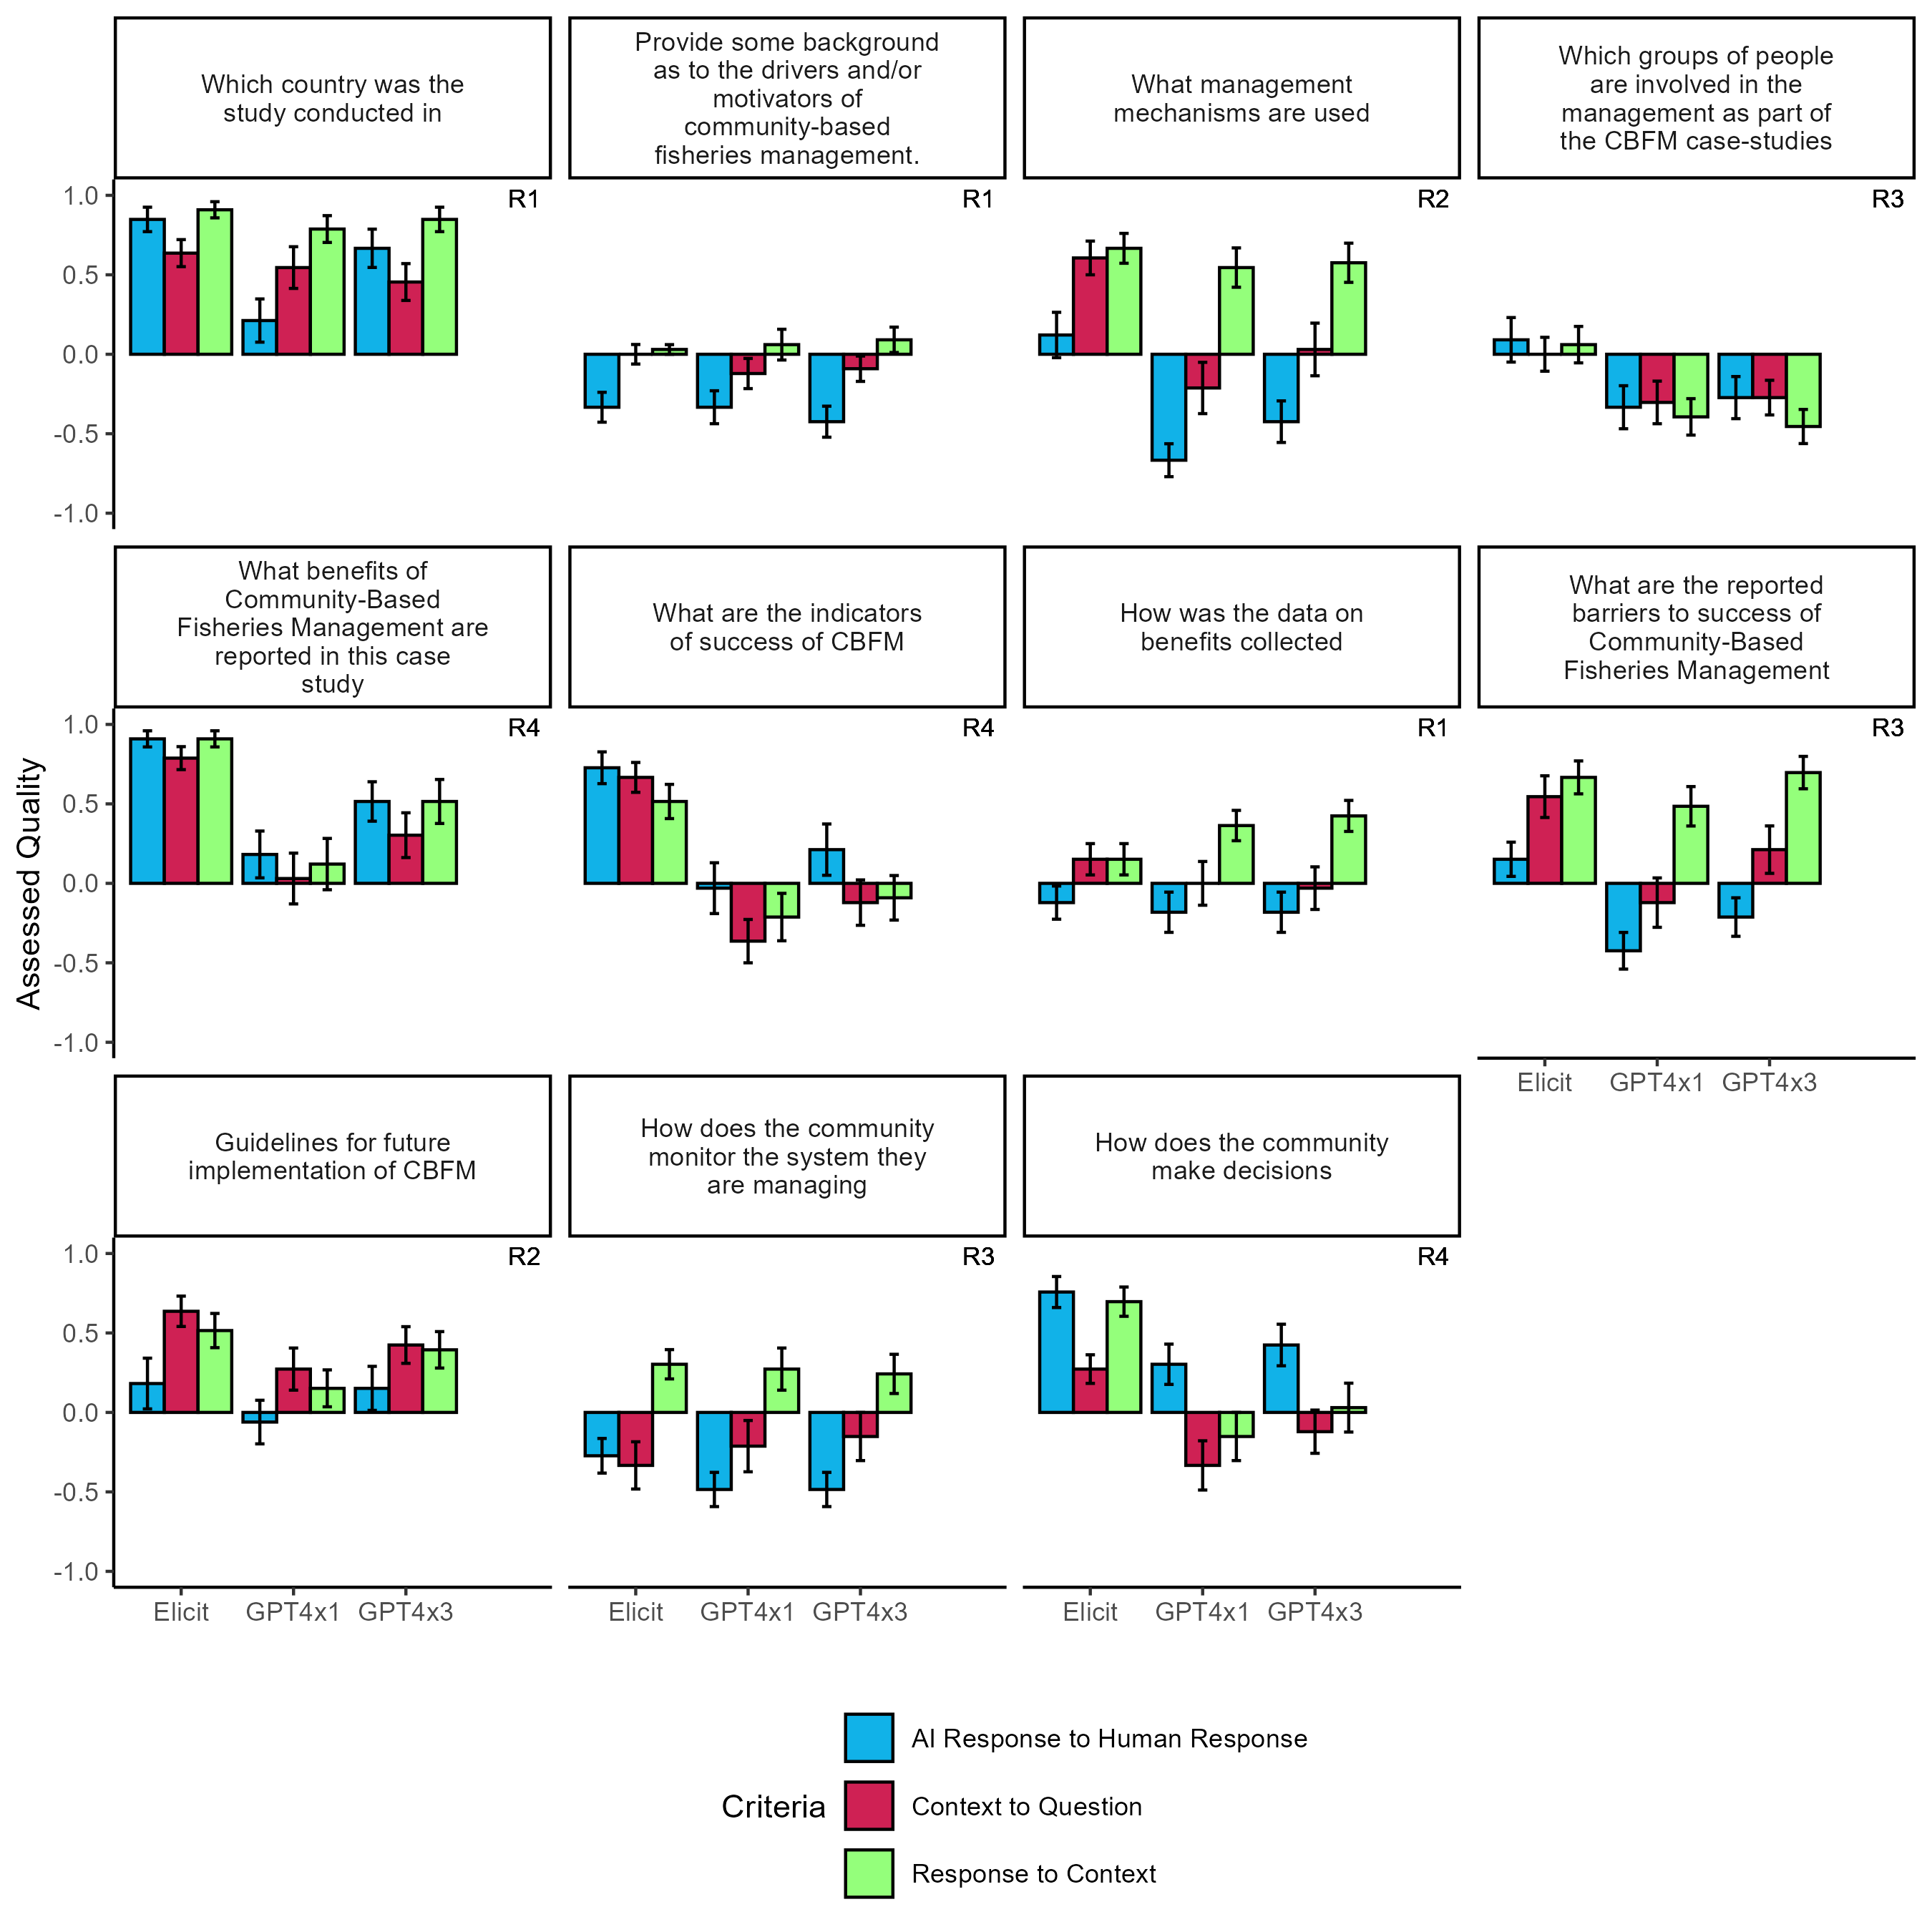 Which country was the
study conducted in
Provide some background
as to the drivers and/or
motivators of
community-based
fisheries management.
What management
mechanisms are used
Which groups of people
are involved in the
management as part of
the CBFM case-studies
R1
R1
R2
R3
1.0
0.5
0.0
-0.5
-1.0
What benefits of
Community-Based
Fisheries Management are
reported in this case
study
What are the indicators
of success of CBFM
How was the data on
benefits collected
What are the reported
barriers to success of
Community-Based
Fisheries Management
R4
R4
R1
R3
1.0
0.5
0.0
-0.5
-1.0
Assessed Quality
Elicit GPT4x1 GPT4x3
Guidelines for future
implementation of CBFM
How does the community
monitor the system they
are managing
How does the community
make decisions
R2
R3
R4
1.0
0.5
0.0
-0.5
-1.0
Elicit GPT4x1 GPT4x3
Elicit GPT4x1 GPT4x3
Elicit GPT4x1 GPT4x3
Criteria
AI Response to Human Response
Context to Question
Response to Context